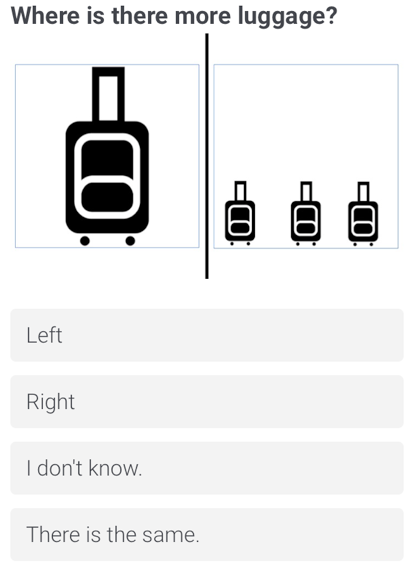 Where is there more luggage?
Left
Right
I don't know.
There is the same.